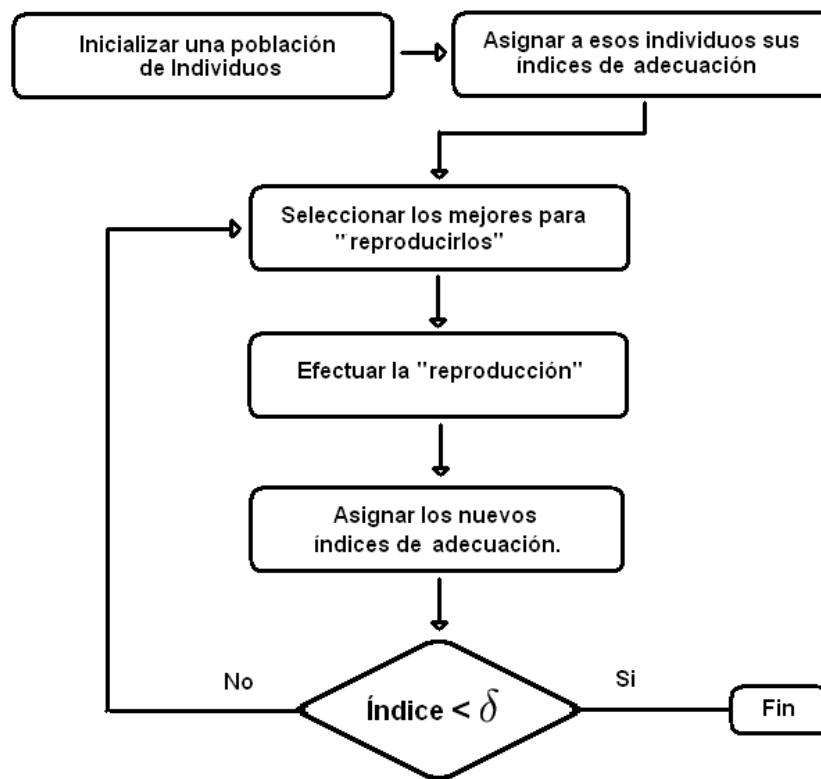 Inicializar una población
de Individuos
Asignar a esos individuos sus
índices de adecuación
Seleccionar los mejores para
"reproducirlos"
Efectuar la "reproducción"
Asignar los nuevos
índices de adecuación.
Índice < δ
No
Si
Fin